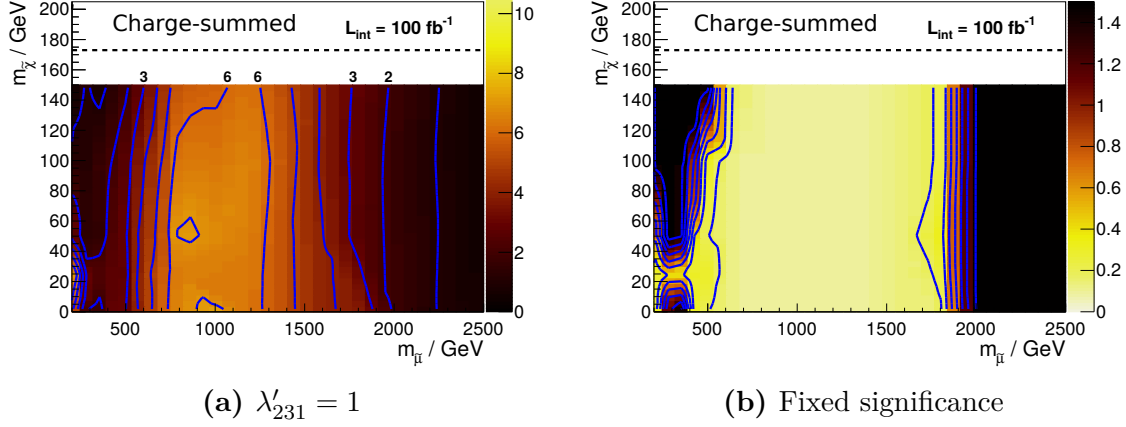 Charge-summed
L_int = 100 fb⁻¹
3 6 6 3 2
m_χ̃ / GeV
200
180
160
140
120
100
80
60
40
20
0
500 1000 1500 2000 2500
m_μ̃ / GeV
10
8
6
4
2
0
(a) λ′₂₃₁ = 1
Charge-summed
L_int = 100 fb⁻¹
m_χ̃ / GeV
200
180
160
140
120
100
80
60
40
20
0
500 1000 1500 2000 2500
m_μ̃ / GeV
1.4
1.2
1
0.8
0.6
0.4
0.2
0
(b) Fixed significance